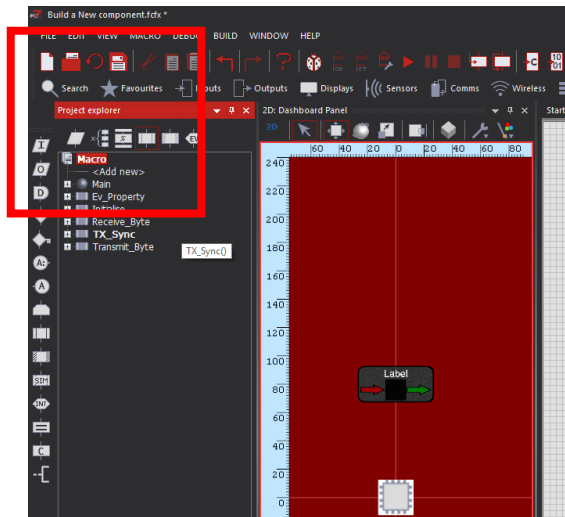 Build a New component.fcfx *
FILE EDIT VIEW MACRO DEBUG BUILD WINDOW HELP
Search Favourites Inputs Outputs Displays Sensors Comms Wireless
Project explorer
2D: Dashboard Panel
Start
2D
Macro
<Add new>
Main
Ev_Property
Initialise
Receive_Byte
TX_Sync
Transmit_Byte
TX_Sync()
I
O
D
A:
A
SIM
INT
C
60 40 20 0 20 40 60 80
240
220
200
180
160
140
120
100
80
60
40
20
0
Label